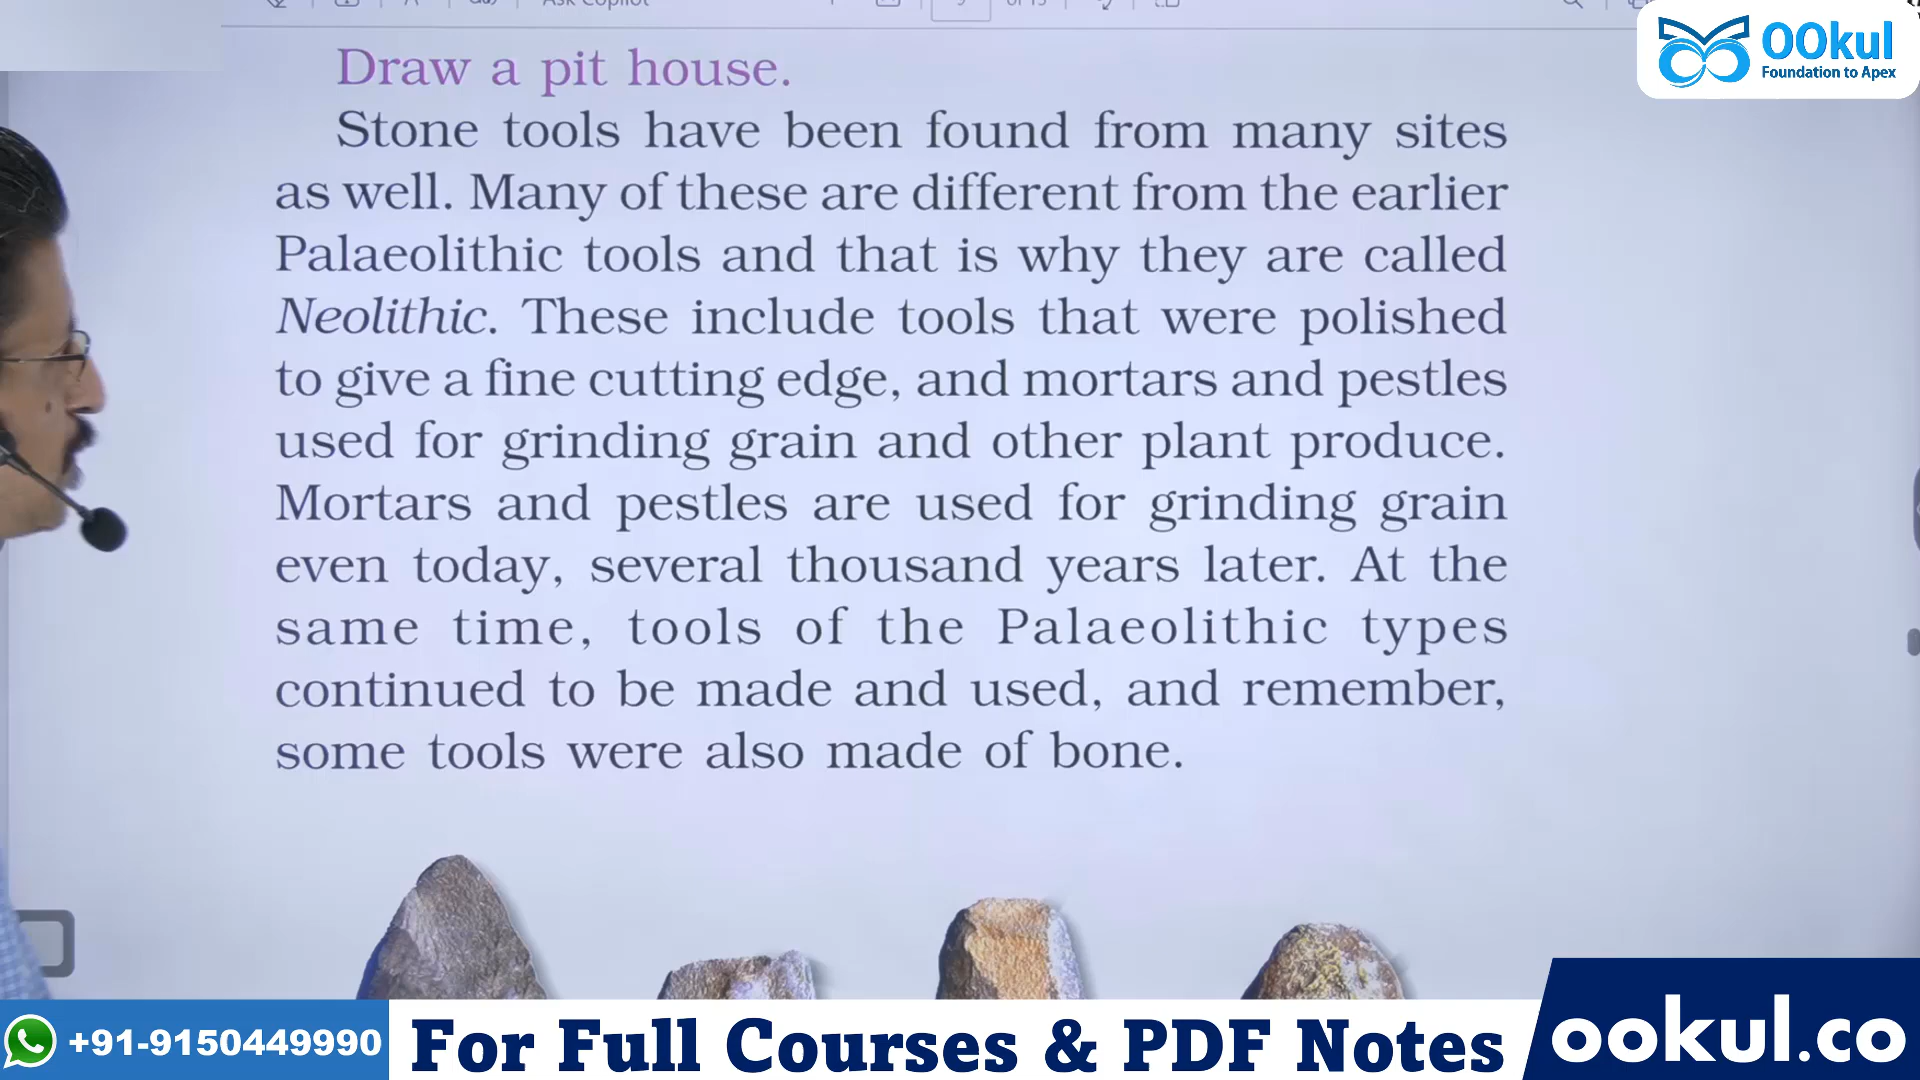 OOkul
Foundation to Apex
Draw a pit house.
Stone tools have been found from many sites
as well. Many of these are different from the earlier
Palaeolithic tools and that is why they are called
Neolithic. These include tools that were polished
to give a fine cutting edge, and mortars and pestles
used for grinding grain and other plant produce.
Mortars and pestles are used for grinding grain
even today, several thousand years later. At the
same time, tools of the Palaeolithic types
continued to be made and used, and remember,
some tools were also made of bone.
+91-9150449990
For Full Courses & PDF Notes
ookul.co